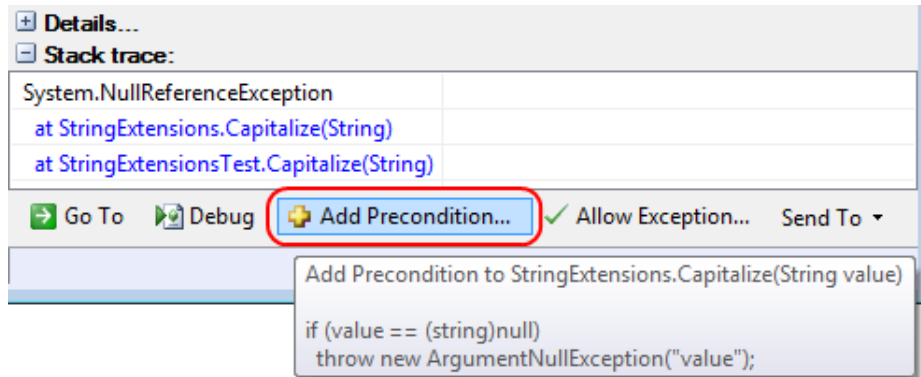 Details...
Stack trace:
System.NullReferenceException
at StringExtensions.Capitalize(String)
at StringExtensionsTest.Capitalize(String)
Go To Debug Add Precondition... Allow Exception... Send To
Add Precondition to StringExtensions.Capitalize(String value)
if (value == (string)null)
throw new ArgumentNullException("value");